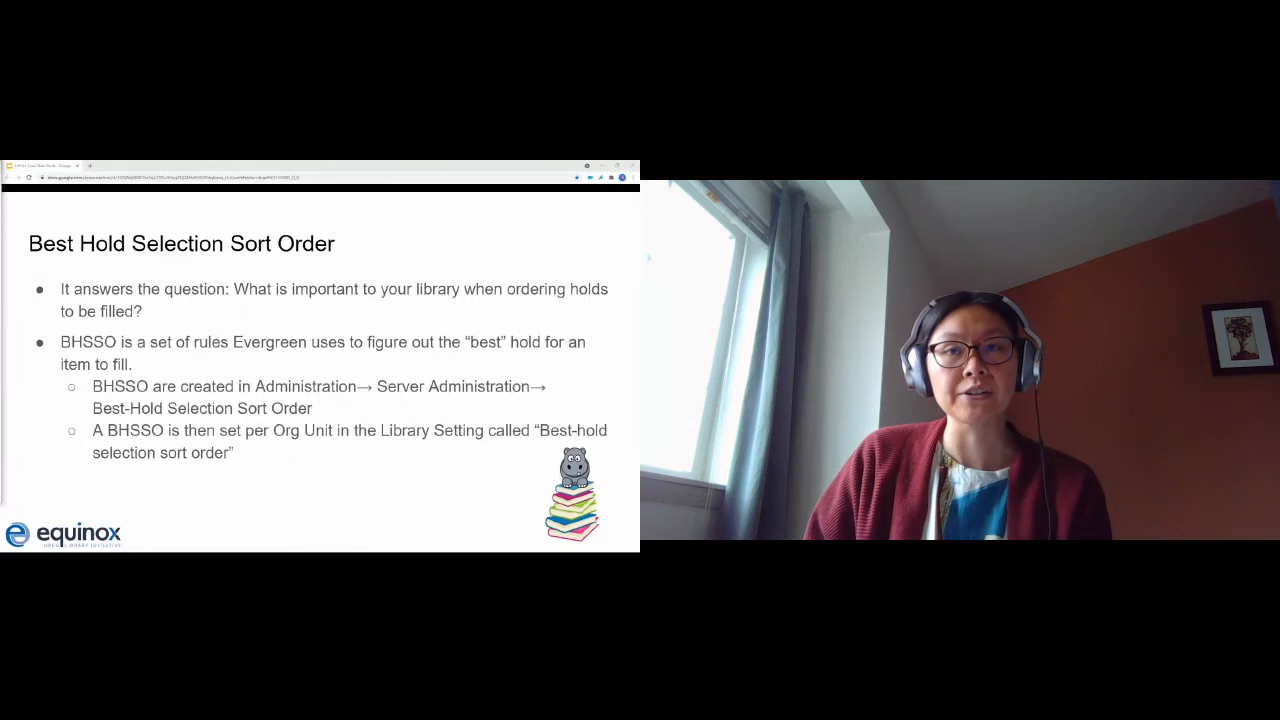 Best Hold Selection Sort Order
● It answers the question: What is important to your library when ordering holds
to be filled?
● BHSSO is a set of rules Evergreen uses to figure out the “best” hold for an
item to fill.
○ BHSSO are created in Administration→ Server Administration→
Best-Hold Selection Sort Order
○ A BHSSO is then set per Org Unit in the Library Setting called “Best-hold
selection sort order”
equinox
OPEN LIBRARY INITIATIVE